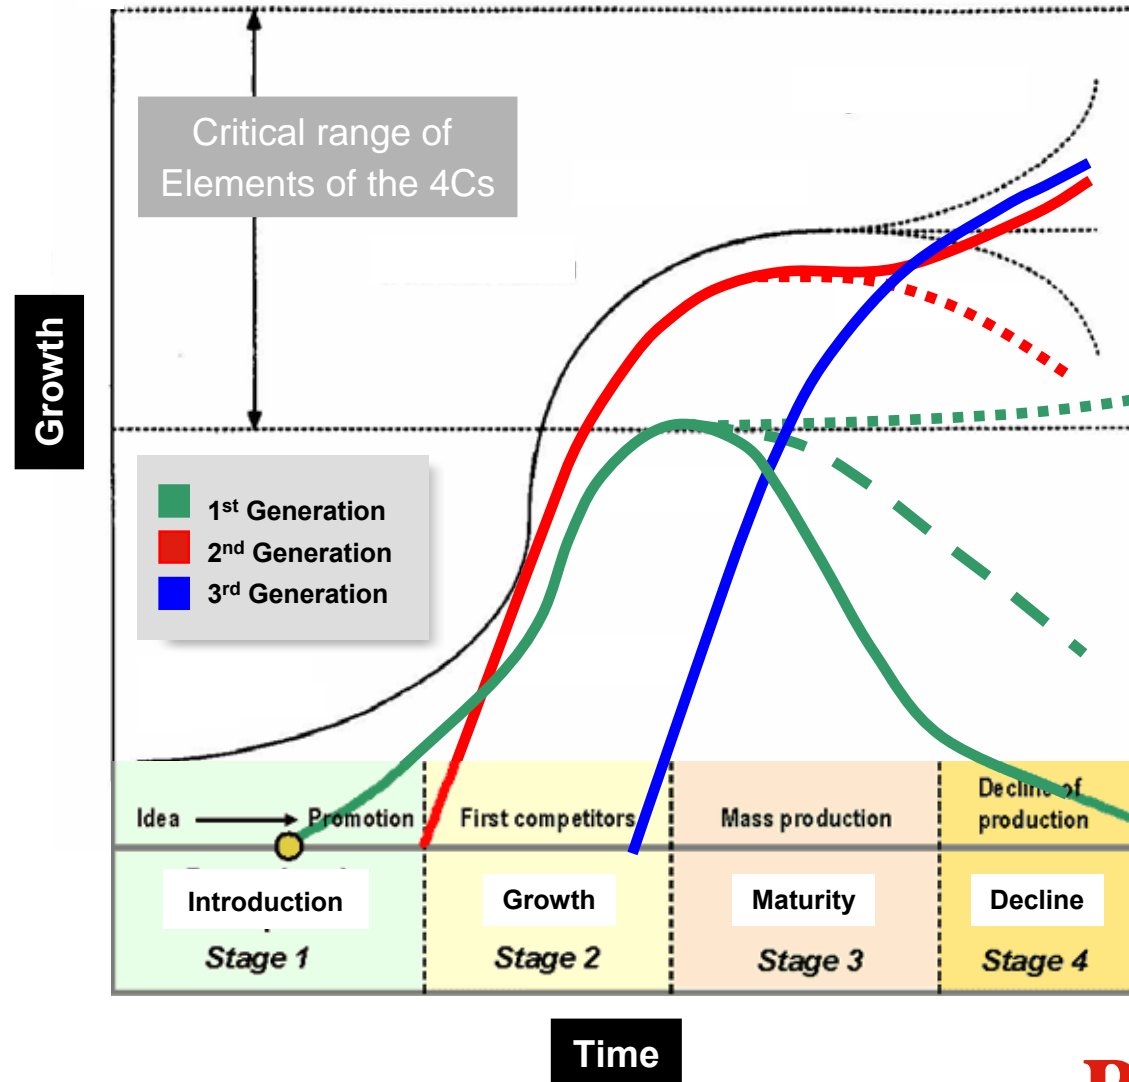 Critical range of
Elements of the 4Cs
Growth
1st Generation
2nd Generation
3rd Generation
Idea
Promotion
First competitors
Mass production
Decline of
production
Introduction
Growth
Maturity
Decline
Stage 1
Stage 2
Stage 3
Stage 4
Time